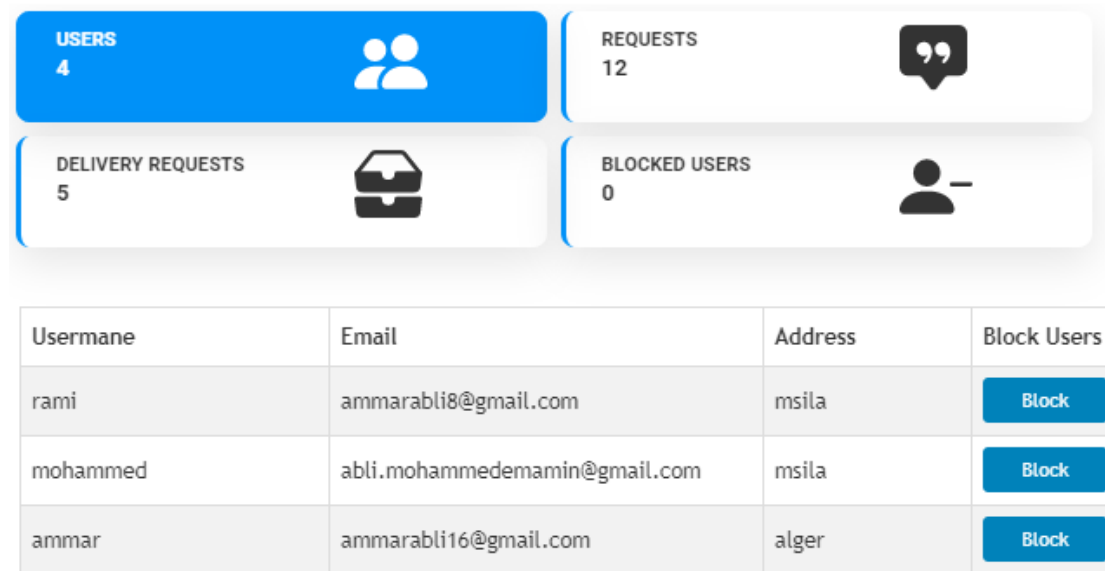 USERS
4
REQUESTS
12
DELIVERY REQUESTS
5
BLOCKED USERS
0
Usermane Email Address Block Users
rami ammarabli8@gmail.com msila Block
mohammed abli.mohammedemamin@gmail.com msila Block
ammar ammarabli16@gmail.com alger Block